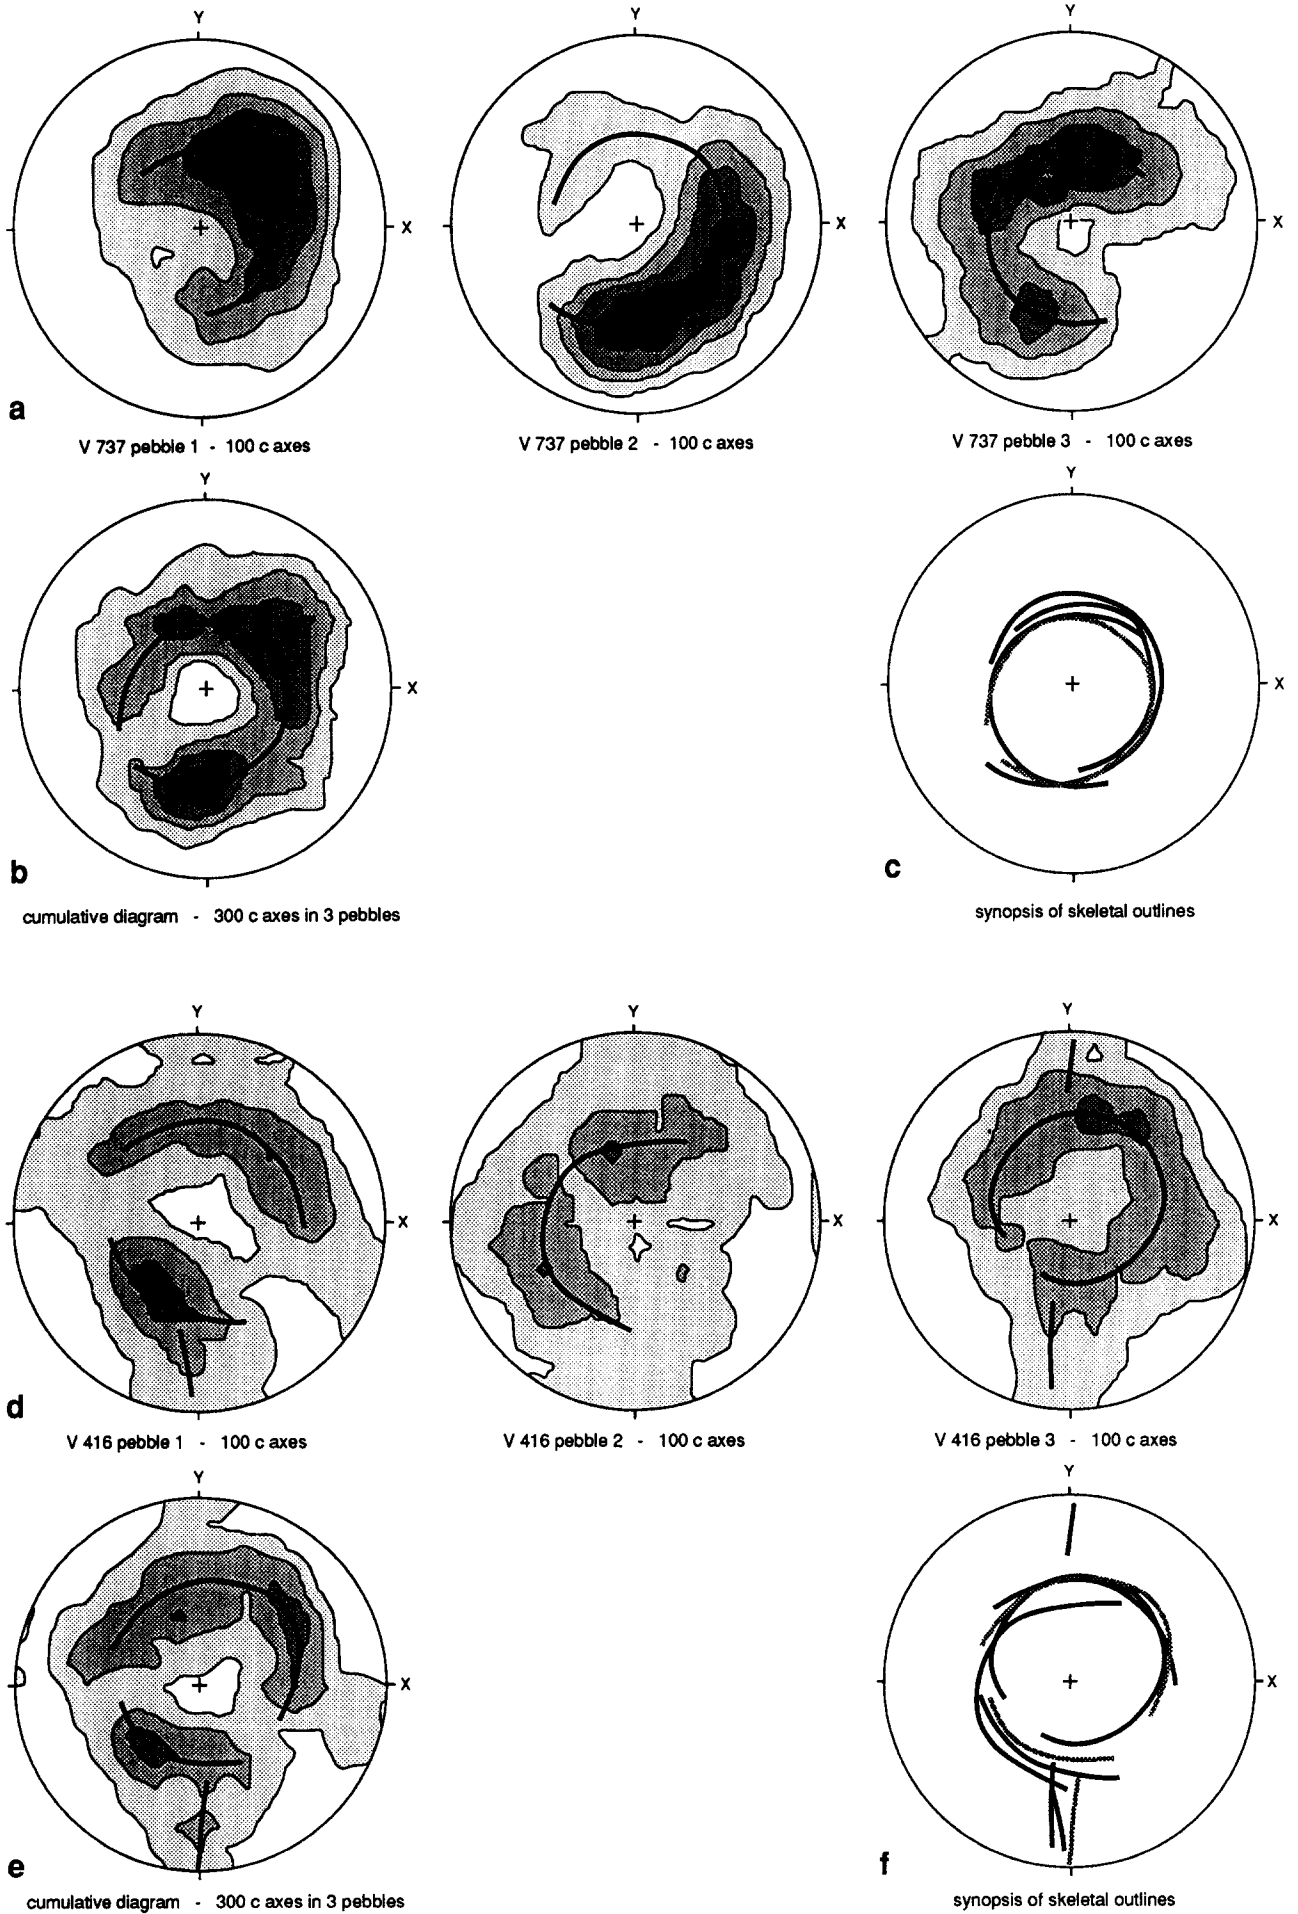 Y Y Y
X X X
a
V 737 pebble 1 - 100 c axes V 737 pebble 2 - 100 c axes V 737 pebble 3 - 100 c axes
Y Y
X X
b c
cumulative diagram - 300 c axes in 3 pebbles synopsis of skeletal outlines
Y Y Y
X X X
d
V 416 pebble 1 - 100 c axes V 416 pebble 2 - 100 c axes V 416 pebble 3 - 100 c axes
Y Y
X X
e f
cumulative diagram - 300 c axes in 3 pebbles synopsis of skeletal outlines